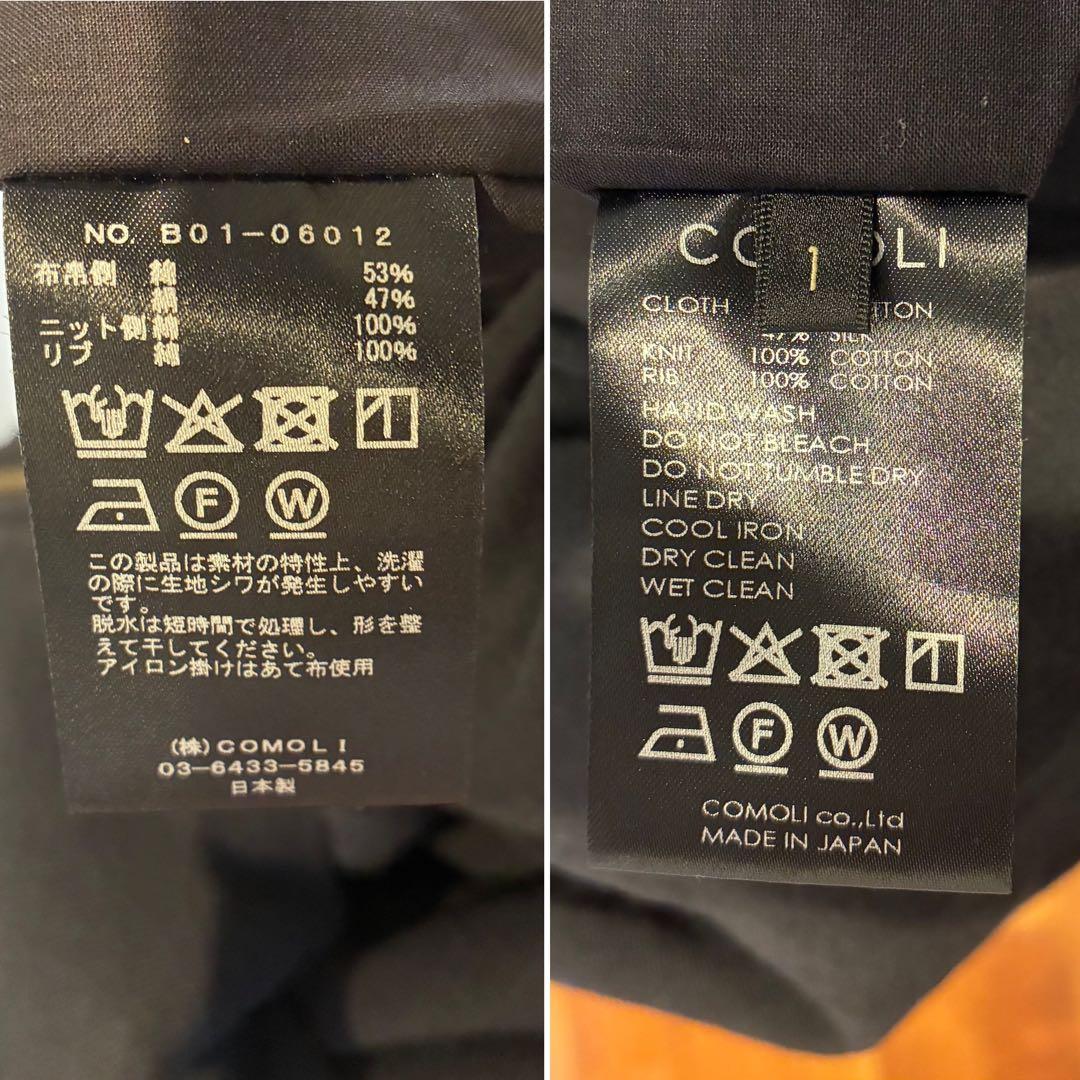 NO. B01-06012
布帛側 綿 53%
絹 47%
ニット側 綿 100%
リブ 綿 100%
F W
この製品は素材の特性上、洗濯
の際に生地シワが発生しやすい
です。
脱水は短時間で処理し、形を整
えて干してください。
アイロン掛けはあて布使用
(株)COMOLI
03-6433-5845
日本製
1
CLOTH
47% SILK
KNIT 100% COTTON
RIB 100% COTTON
HAND WASH
DO NOT BLEACH
DO NOT TUMBLE DRY
LINE DRY
COOL IRON
DRY CLEAN
WET CLEAN
F W
COMOLI co.,Ltd
MADE IN JAPAN